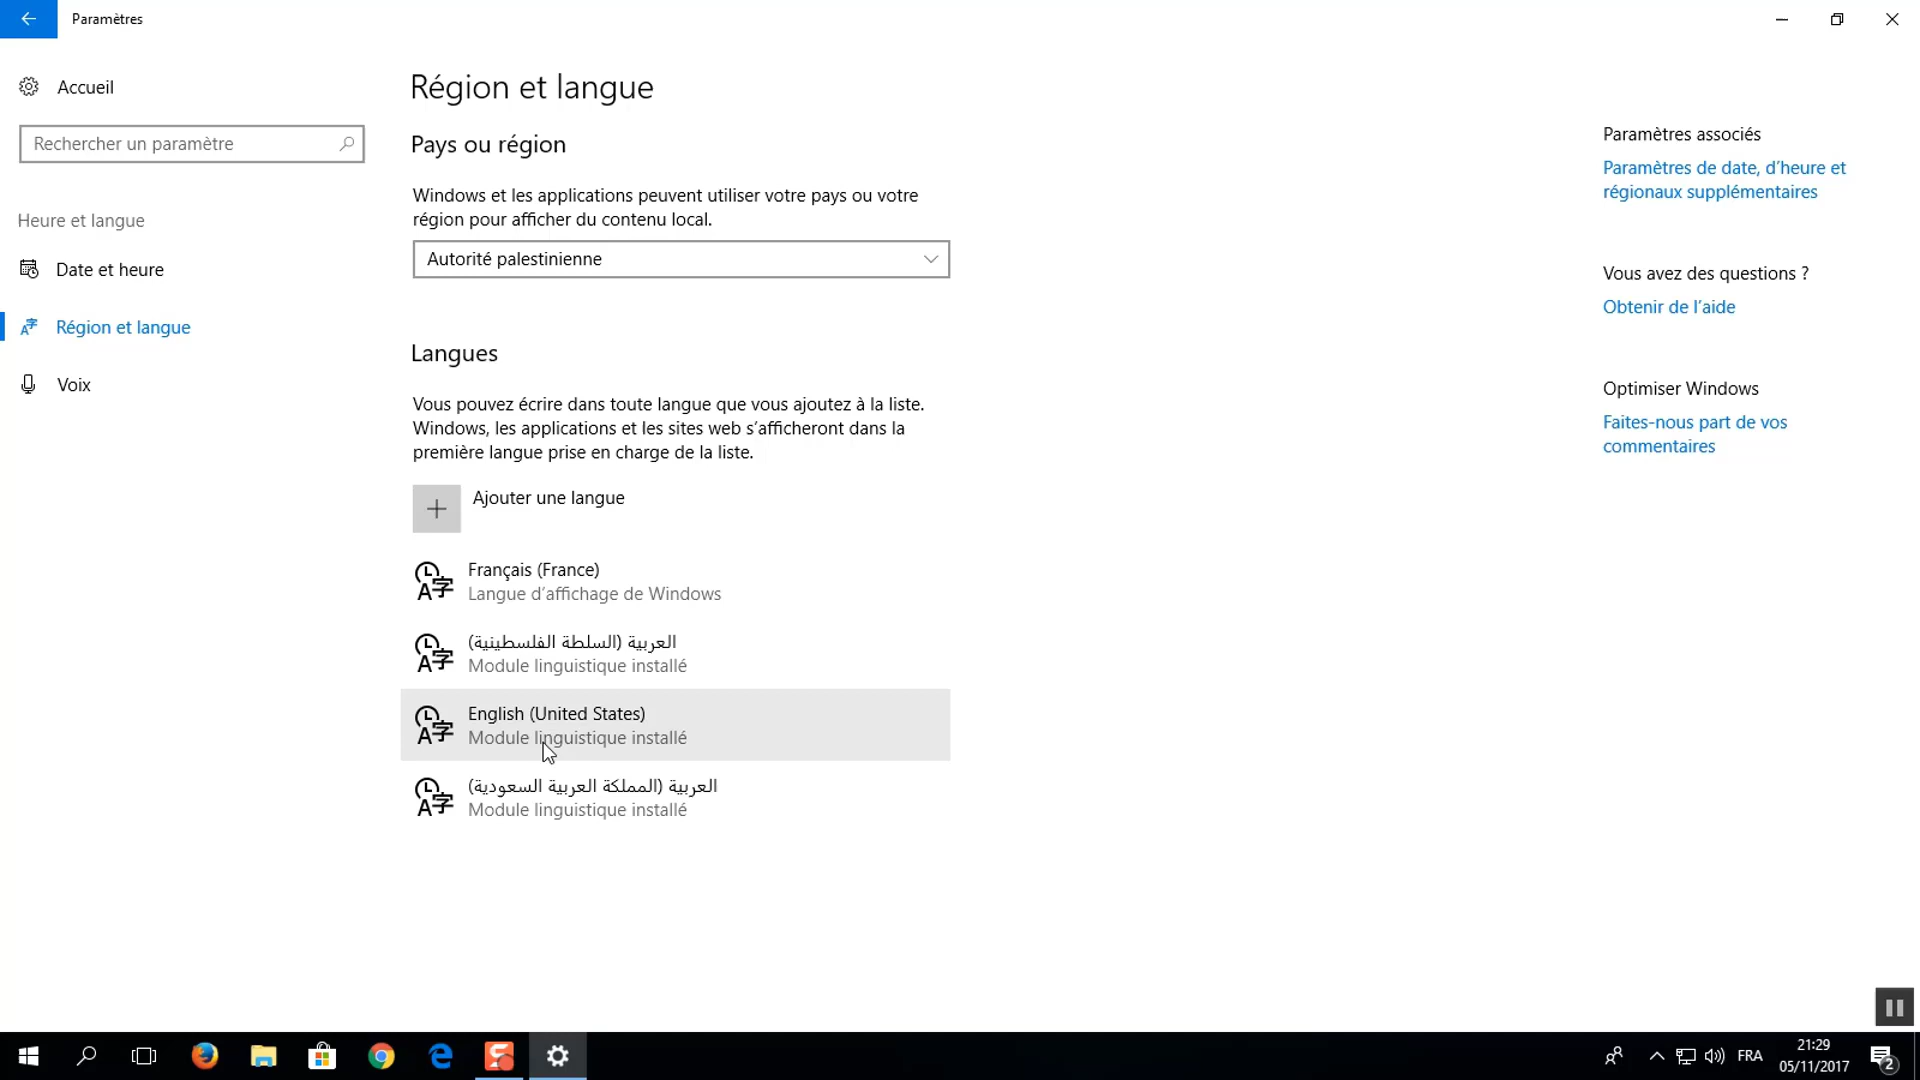 Paramètres
Accueil
Rechercher un paramètre
Heure et langue
Date et heure
Région et langue
Voix
Région et langue
Pays ou région
Windows et les applications peuvent utiliser votre pays ou votre
région pour afficher du contenu local.
Autorité palestinienne
Langues
Vous pouvez écrire dans toute langue que vous ajoutez à la liste.
Windows, les applications et les sites web s’afficheront dans la
première langue prise en charge de la liste.
Ajouter une langue
Français (France)
Langue d’affichage de Windows
العربية (السلطة الفلسطينية)
Module linguistique installé
English (United States)
Module linguistique installé
العربية (المملكة العربية السعودية)
Module linguistique installé
Paramètres associés
Paramètres de date, d’heure et
régionaux supplémentaires
Vous avez des questions ?
Obtenir de l’aide
Optimiser Windows
Faites-nous part de vos
commentaires
FRA
21:29
05/11/2017
2